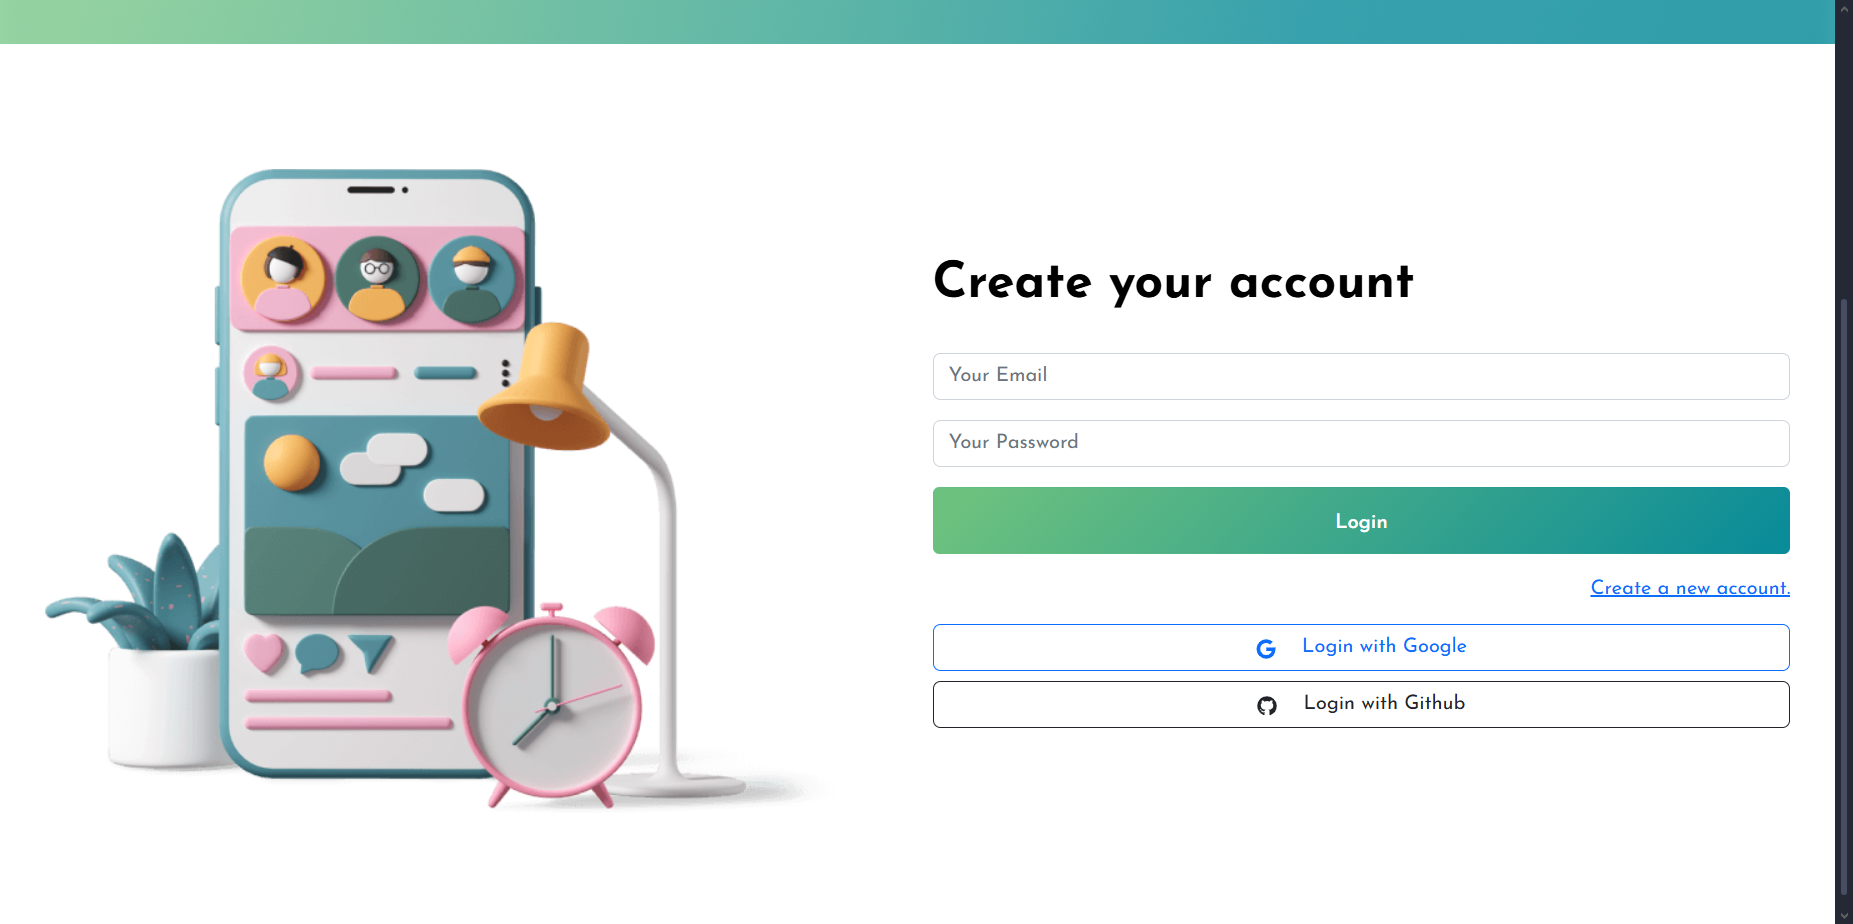 Create your account
Your Email
Your Password
Login
Create a new account.
Login with Google
Login with Github